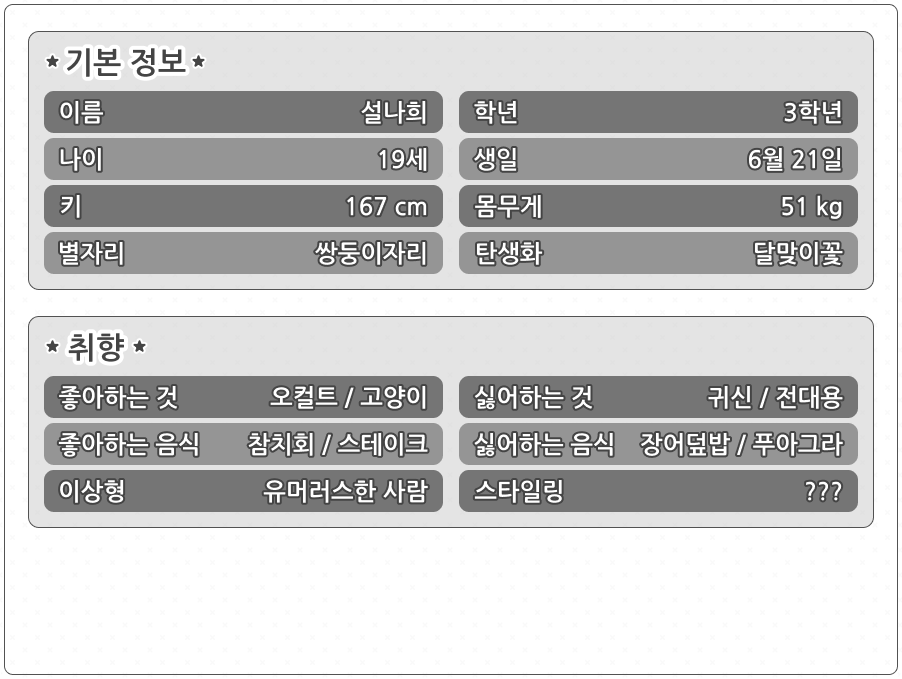 ★ 기본 정보 ★
이름 설나희 학년 3학년
나이 19세 생일 6월 21일
키 167 cm 몸무게 51 kg
별자리 쌍둥이자리 탄생화 달맞이꽃
★ 취향 ★
좋아하는 것 오컬트 / 고양이 싫어하는 것 귀신 / 전대용
좋아하는 음식 참치회 / 스테이크 싫어하는 음식 장어덮밥 / 푸아그라
이상형 유머러스한 사람 스타일링 ???